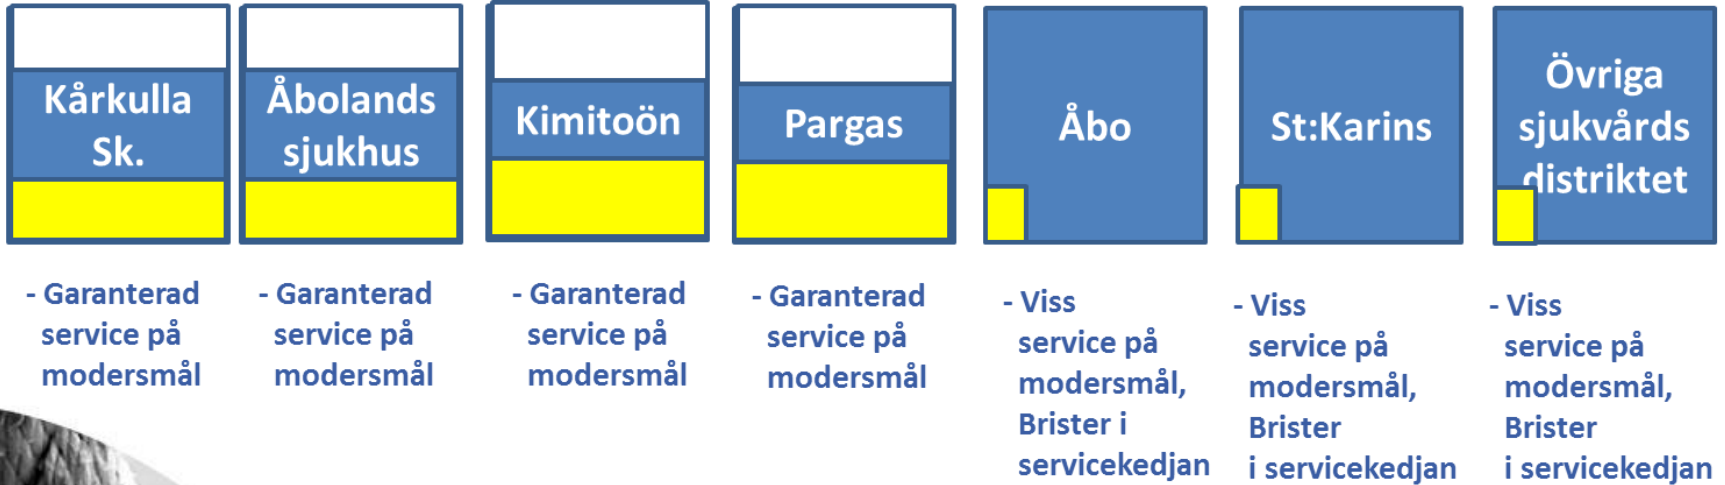 Kårkulla
Sk.
Åbolands
sjukhus
Kimitoön
Pargas
Åbo
St:Karins
Övriga
sjukvårds
distriktet
- Garanterad
service på
modersmål
- Garanterad
service på
modersmål
- Garanterad
service på
modersmål
- Garanterad
service på
modersmål
- Viss
service på
modersmål,
Brister i
servicekedjan
- Viss
service på
modersmål,
Brister
i servicekedjan
- Viss
service på
modersmål,
Brister
i servicekedjan